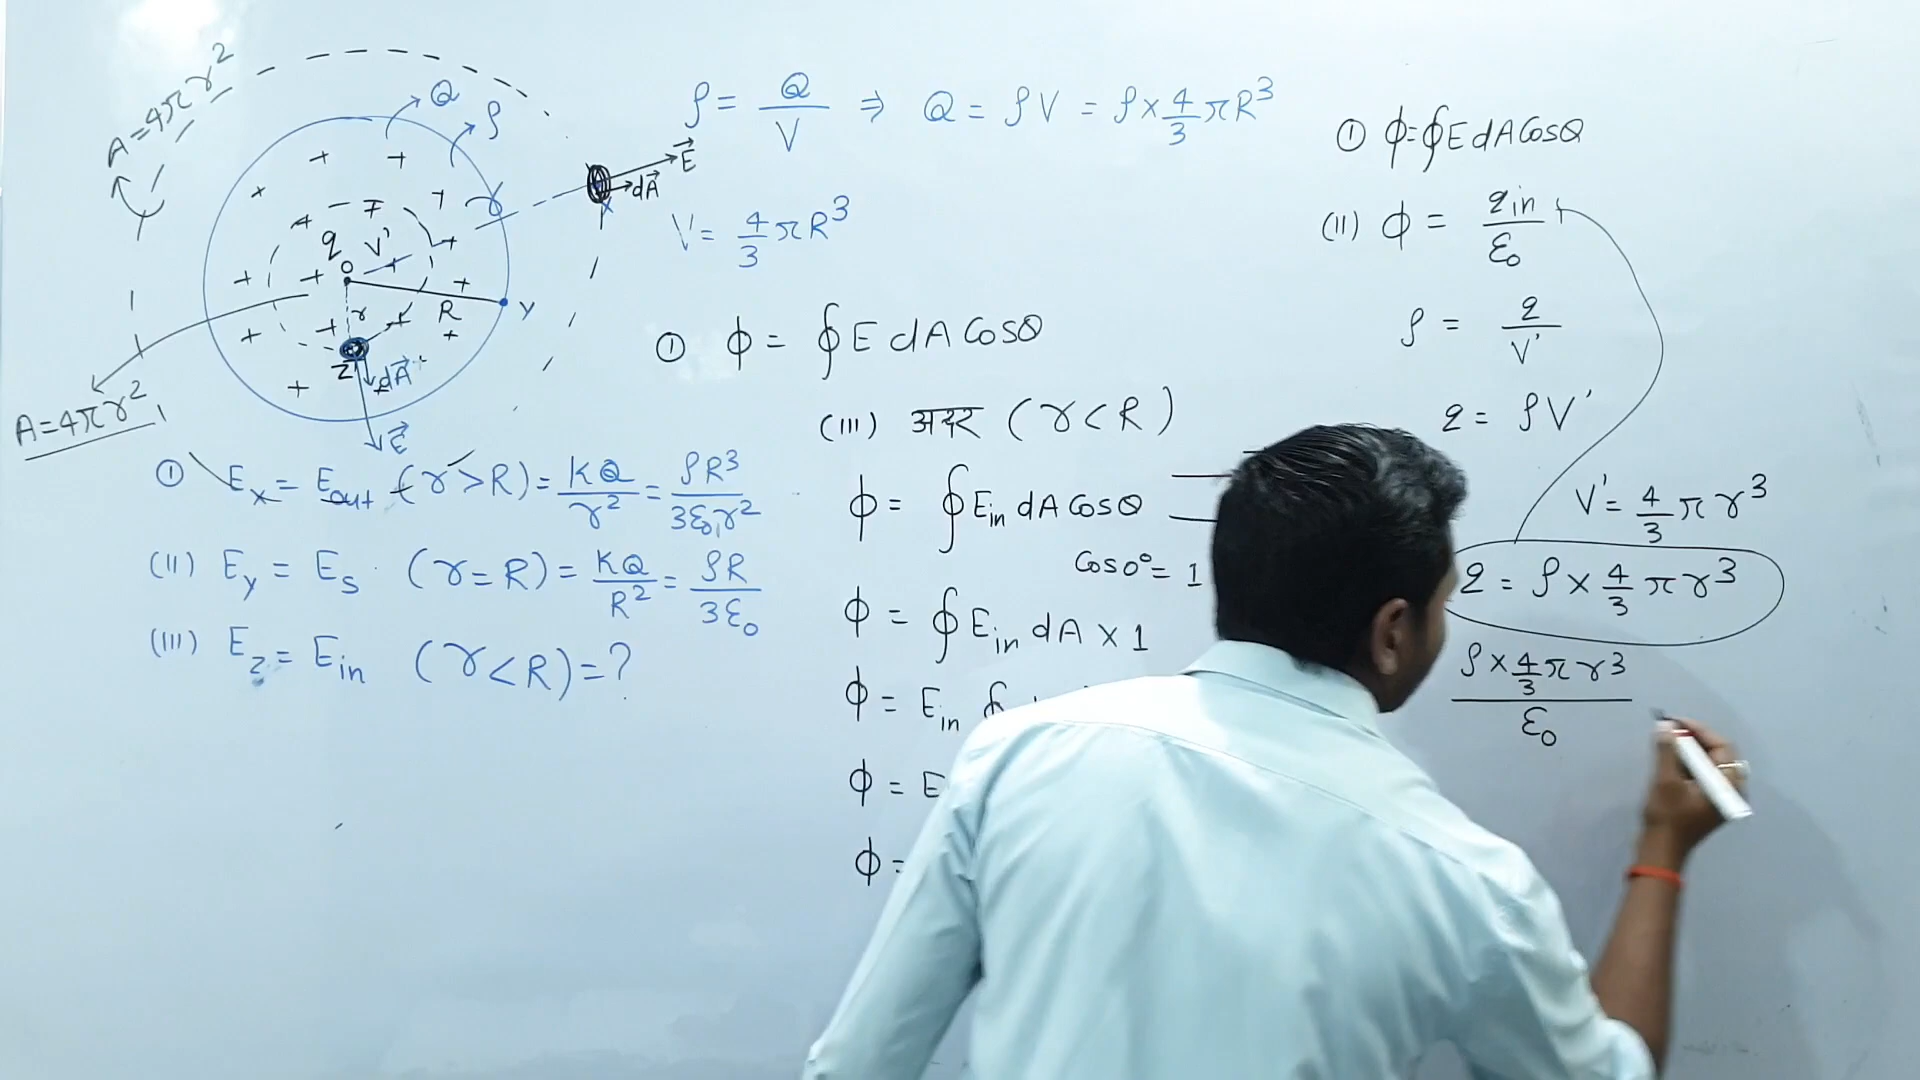 A=4πr²
Q
ρ
E⃗
dA⃗
x
r
q V'
o
r
R
y
z
dA⃗
E⃗
A=4πr²
① Eₓ = E_out (r>R) = KQ/r² = ρR³/3ε₀r²
(II) E_y = E_s (r=R) = KQ/R² = ρR/3ε₀
(III) E_z = E_in (r<R) = ?
ρ = Q/V ⇒ Q = ρV = ρ×4/3 πR³
V = 4/3 πR³
① ϕ = ∮E dA Cosθ
(III) अन्दर (r<R)
ϕ = ∮E_in dA Cosθ
Cos0° = 1
ϕ = ∮E_in dA × 1
ϕ = E_in ∮
ϕ = E
ϕ =
① ϕ=∮E dA Cosθ
(II) ϕ = q_in/ε₀
ρ = q/V'
q = ρV'
V' = 4/3 πr³
q = ρ×4/3 πr³
ρ×4/3 πr³/ε₀